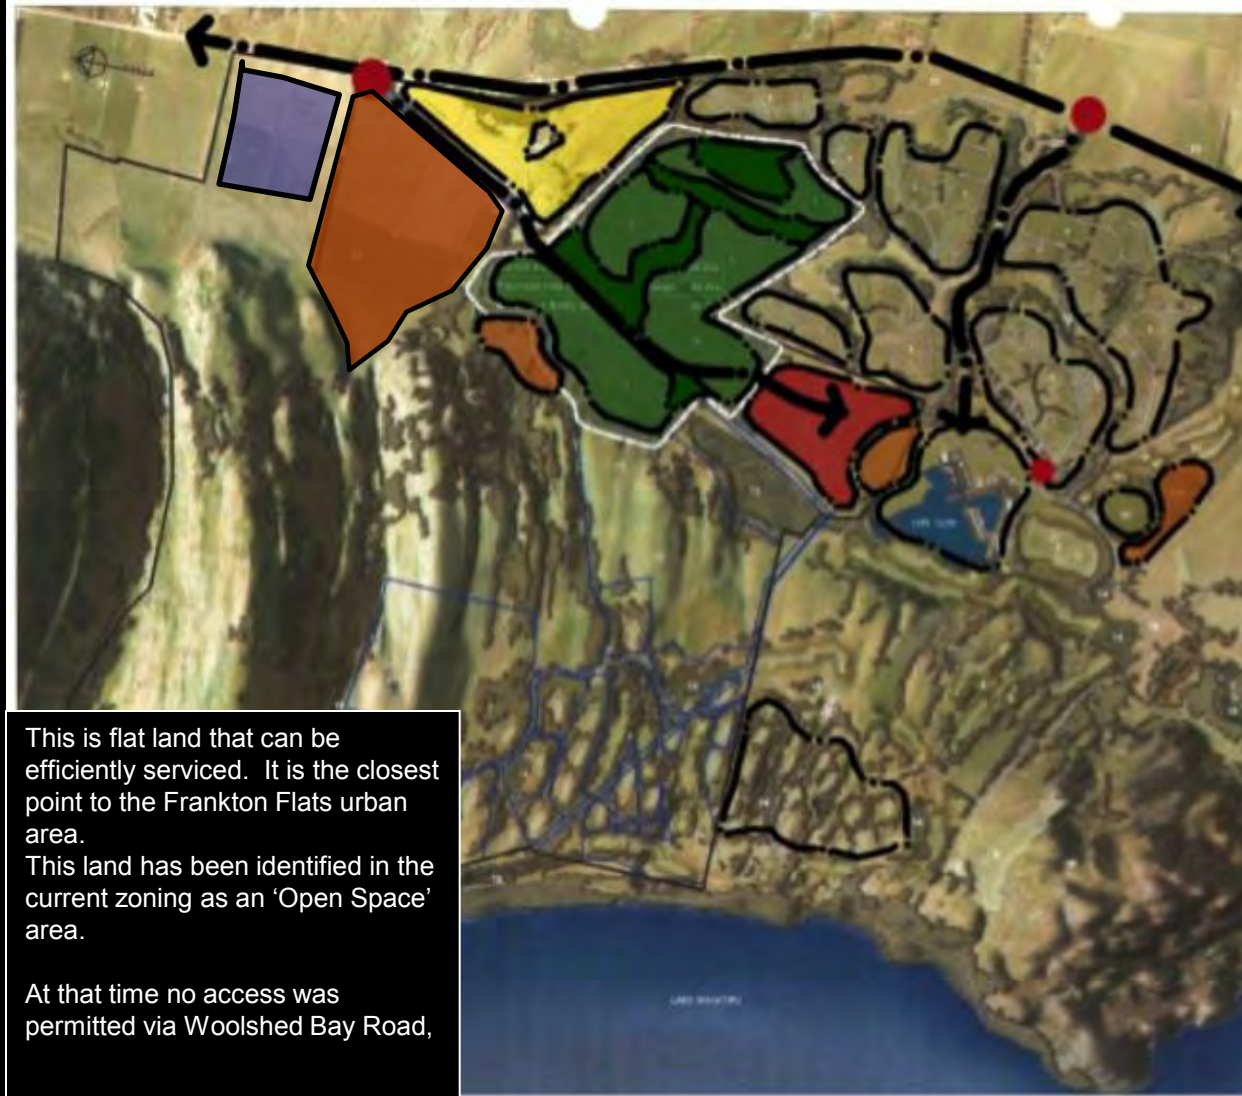 LAKE WAKATIPU
This is flat land that can be
efficiently serviced.  It is the closest
point to the Frankton Flats urban
area.
This land has been identified in the
current zoning as an ‘Open Space’
area.
At that time no access was
permitted via Woolshed Bay Road,